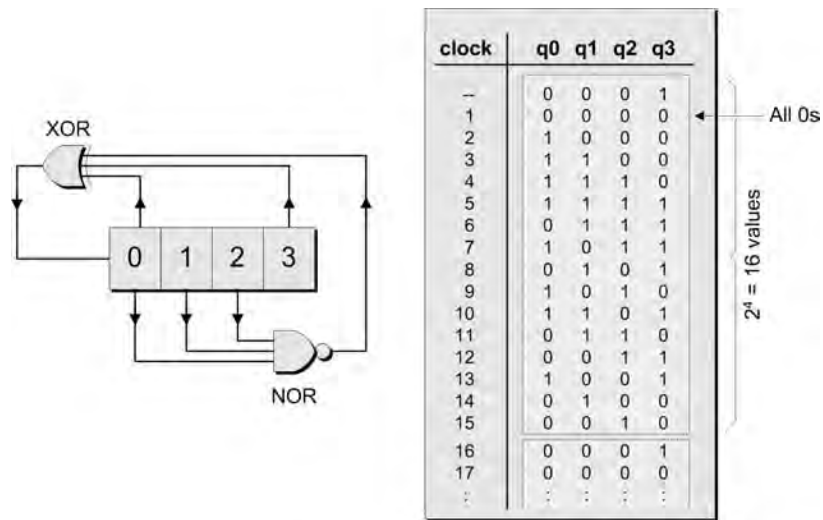 XOR
0 1 2 3
NOR
clock q0 q1 q2 q3
-- 0 0 0 1
1 0 0 0 0
2 1 0 0 0
3 1 1 0 0
4 1 1 1 0
5 1 1 1 1
6 0 1 1 1
7 1 0 1 1
8 0 1 0 1
9 1 0 1 0
10 1 1 0 1
11 0 1 1 0
12 0 0 1 1
13 1 0 0 1
14 0 1 0 0
15 0 0 1 0
16 0 0 0 1
17 0 0 0 0
: : : : :
All 0s
2⁴ = 16 values